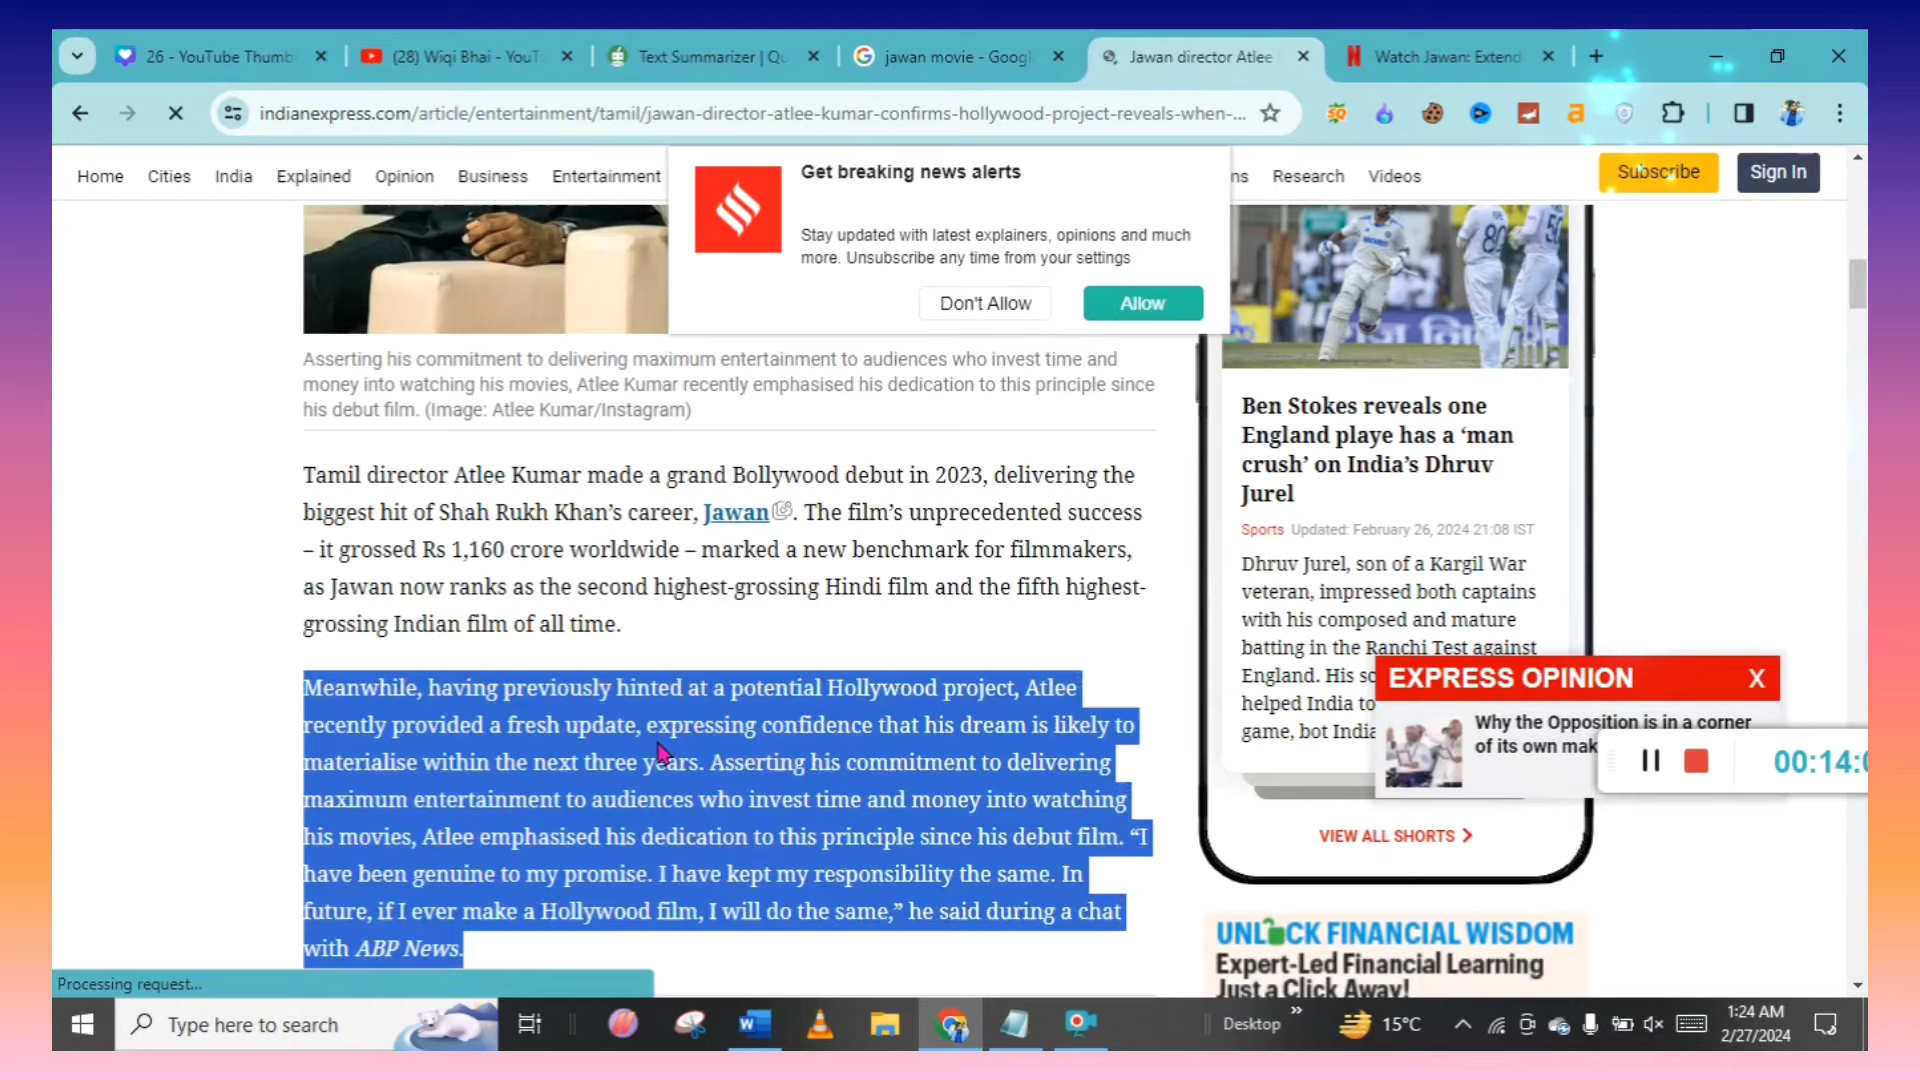 26 - YouTube Thumb
(28) Wiqi Bhai - YouT
Text Summarizer | Qu
jawan movie - Googl
Jawan director Atlee
Watch Jawan: Extend
indianexpress.com/article/entertainment/tamil/jawan-director-atlee-kumar-confirms-hollywood-project-reveals-when-...
Home Cities India Explained Opinion Business Entertainment
ns Research Videos
Subscribe
Sign In
Get breaking news alerts
Stay updated with latest explainers, opinions and much
more. Unsubscribe any time from your settings
Don't Allow
Allow
Asserting his commitment to delivering maximum entertainment to audiences who invest time and
money into watching his movies, Atlee Kumar recently emphasised his dedication to this principle since
his debut film. (Image: Atlee Kumar/Instagram)
Tamil director Atlee Kumar made a grand Bollywood debut in 2023, delivering the
biggest hit of Shah Rukh Khan’s career, Jawan. The film’s unprecedented success
– it grossed Rs 1,160 crore worldwide – marked a new benchmark for filmmakers,
as Jawan now ranks as the second highest-grossing Hindi film and the fifth highest-
grossing Indian film of all time.
Meanwhile, having previously hinted at a potential Hollywood project, Atlee
recently provided a fresh update, expressing confidence that his dream is likely to
materialise within the next three years. Asserting his commitment to delivering
maximum entertainment to audiences who invest time and money into watching
his movies, Atlee emphasised his dedication to this principle since his debut film. “I
have been genuine to my promise. I have kept my responsibility the same. In
future, if I ever make a Hollywood film, I will do the same,” he said during a chat
with ABP News.
80
Ben Stokes reveals one
England playe has a ‘man
crush’ on India’s Dhruv
Jurel
Sports Updated: February 26, 2024 21:08 IST
Dhruv Jurel, son of a Kargil War
veteran, impressed both captains
with his composed and mature
batting in the Ranchi Test against
England. His sc
helped India to
game, bot India
EXPRESS OPINION X
Why the Opposition is in a corner
of its own mak
00:14:0
VIEW ALL SHORTS
UNLOCK FINANCIAL WISDOM
Expert-Led Financial Learning
Just a Click Away!
Processing request...
Type here to search
Desktop
15°C
1:24 AM
2/27/2024